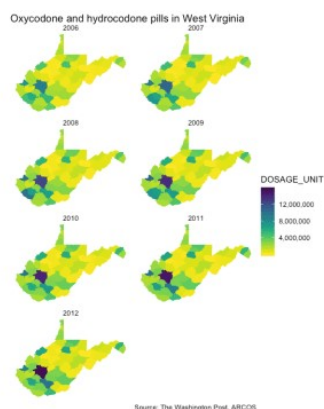 Oxycodone and hydrocodone pills in West Virginia
2006 2007
2008 2009
DOSAGE_UNIT
12,000,000
8,000,000
4,000,000
2010 2011
2012
Source: The Washington Post, ARCOS